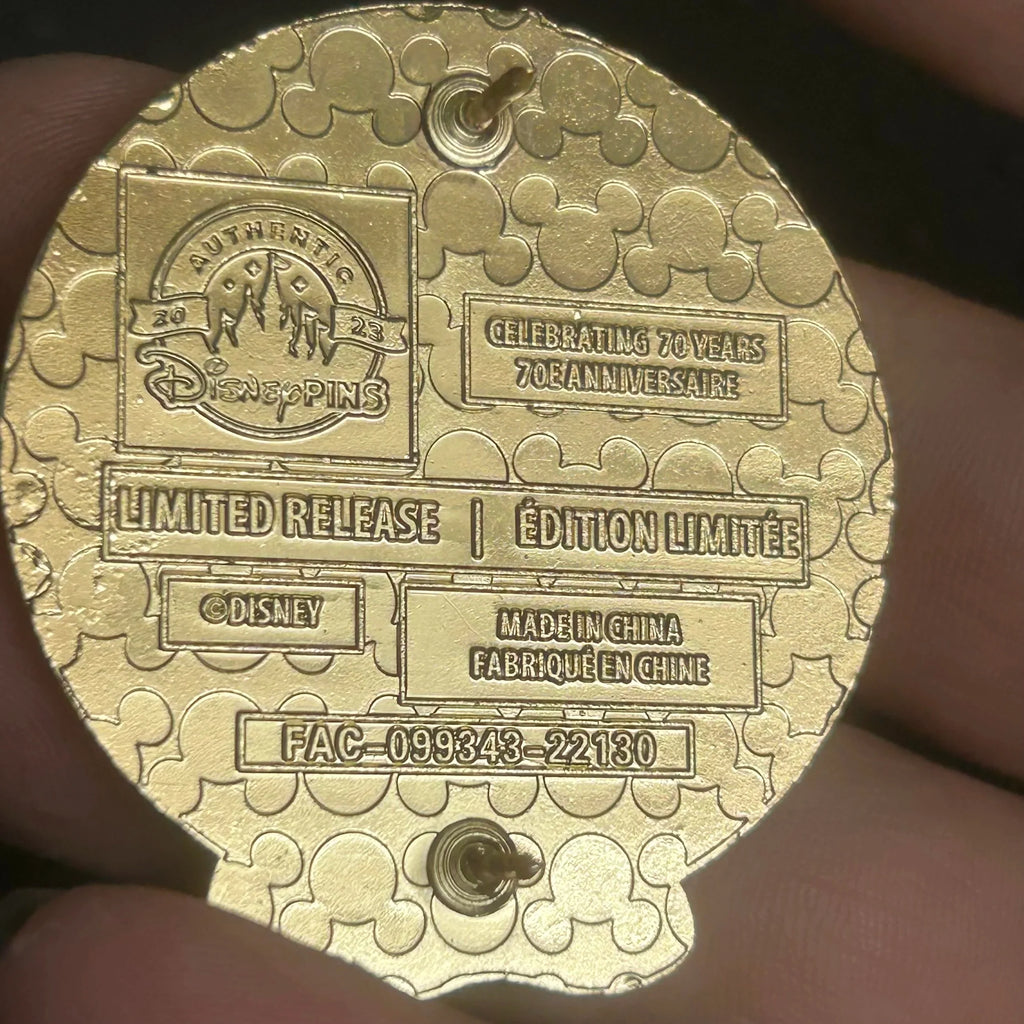 AUTHENTIC
20 23
Disney PINS
CELEBRATING 70 YEARS
70E ANNIVERSAIRE
LIMITED RELEASE | ÉDITION LIMITÉE
©DISNEY
MADE IN CHINA
FABRIQUÉ EN CHINE
FAC-099343-22130